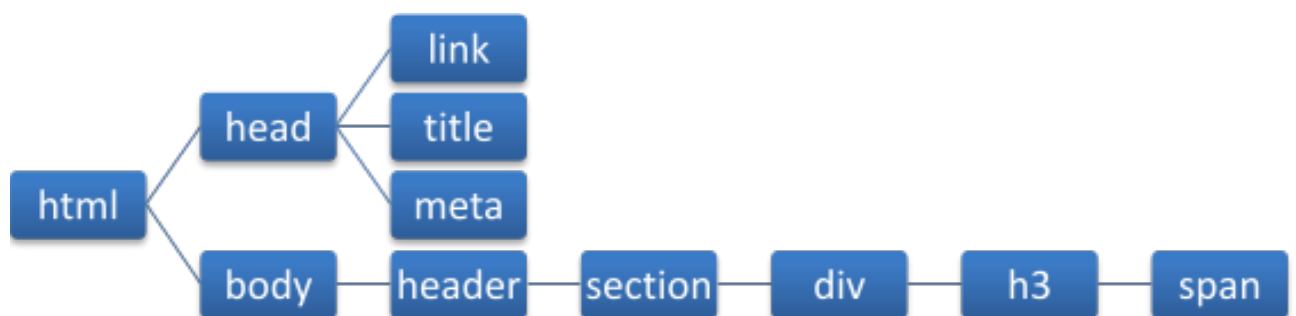 link
head
title
html
meta
body
header
section
div
h3
span